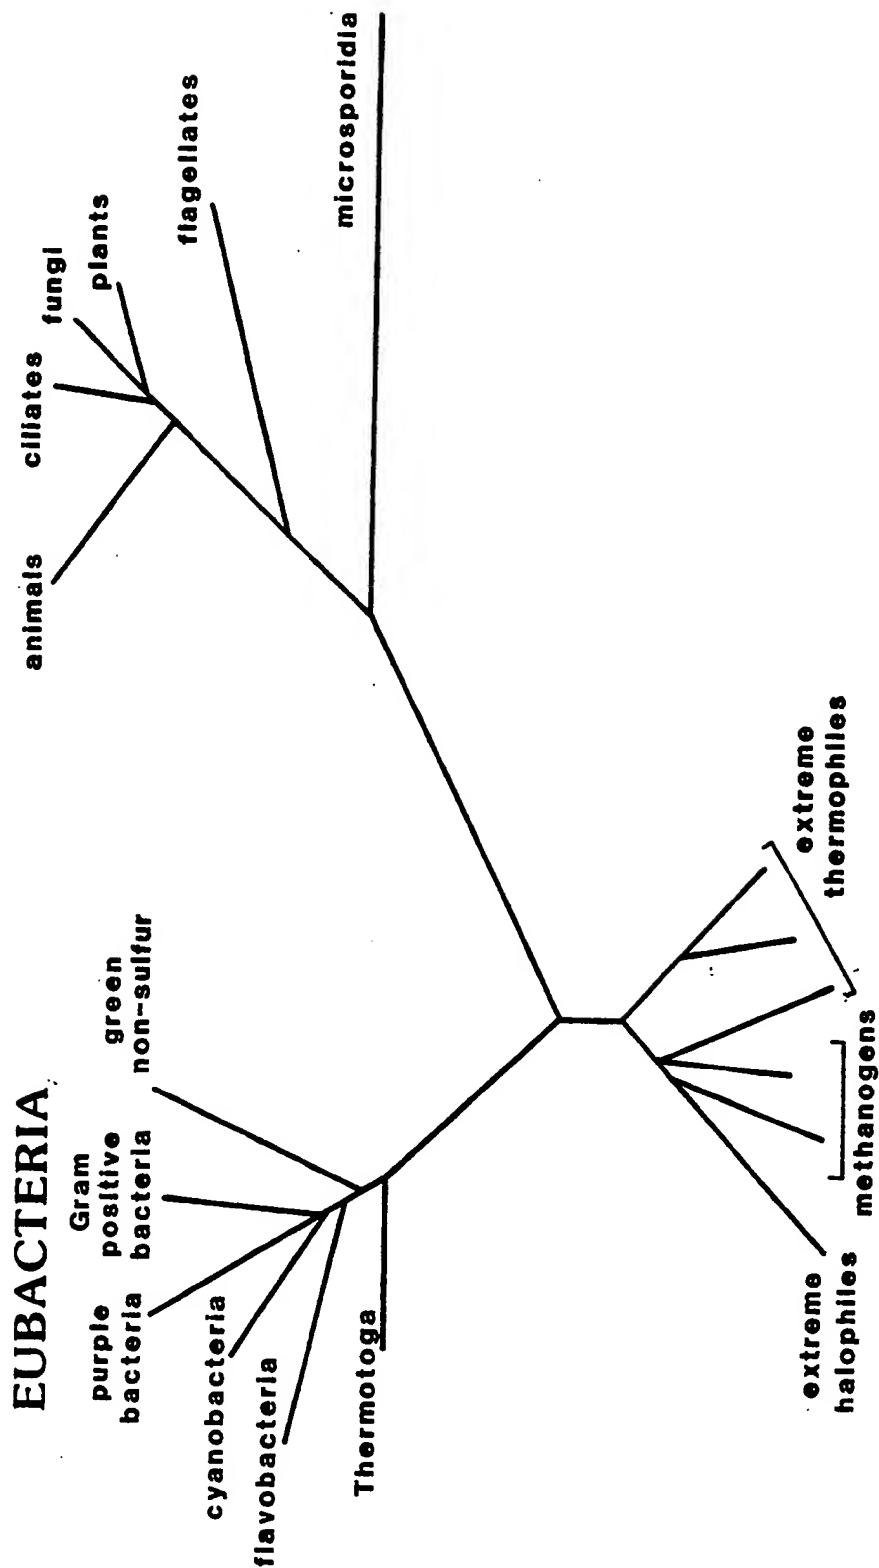 EUBACTERIA
animals
ciliates
fungi
plants
flagellates
microsporidia
green
non-sulfur
Gram
positive
bacteria
purple
bacteria
cyanobacteria
flavobacteria
Thermotoga
extreme
halophiles
methanogens
extreme
thermophiles